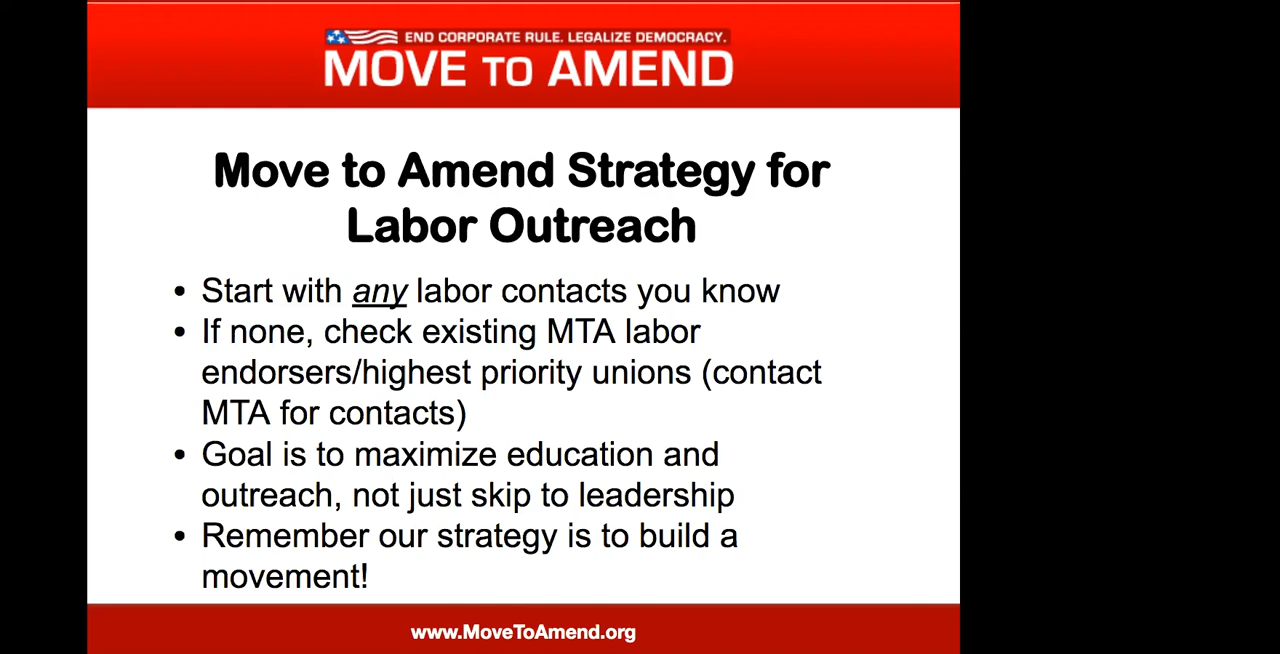 END CORPORATE RULE. LEGALIZE DEMOCRACY.
MOVE TO AMEND
Move to Amend Strategy for
Labor Outreach
• Start with any labor contacts you know
• If none, check existing MTA labor
endorsers/highest priority unions (contact
MTA for contacts)
• Goal is to maximize education and
outreach, not just skip to leadership
• Remember our strategy is to build a
movement!
www.MoveToAmend.org